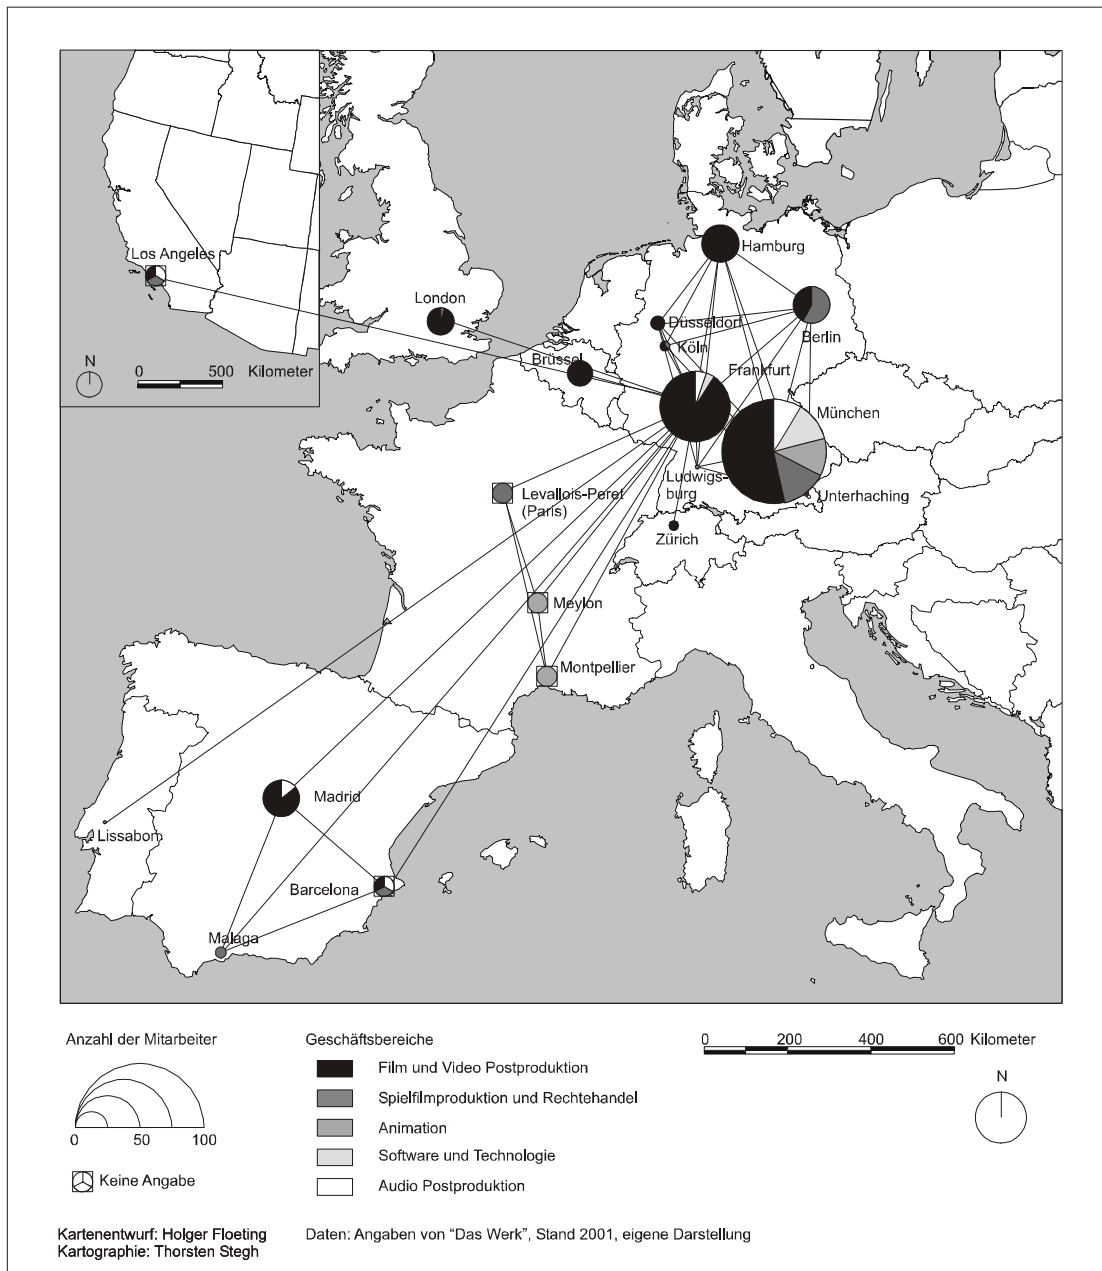 Los Angeles
N
0 500 Kilometer
London
Brüssel
Hamburg
Düsseldorf
Köln
Berlin
Frankfurt
München
Ludwigs-
burg
Unterhaching
Zürich
Levallois-Peret
(Paris)
Meylon
Montpellier
Madrid
Lissabon
Barcelona
Malaga
Anzahl der Mitarbeiter
0 50 100
Keine Angabe
Geschäftsbereiche
Film und Video Postproduktion
Spielfilmproduktion und Rechtehandel
Animation
Software und Technologie
Audio Postproduktion
0 200 400 600 Kilometer
N
Kartenentwurf: Holger Floeting
Kartographie: Thorsten Stegh
Daten: Angaben von “Das Werk”, Stand 2001, eigene Darstellung